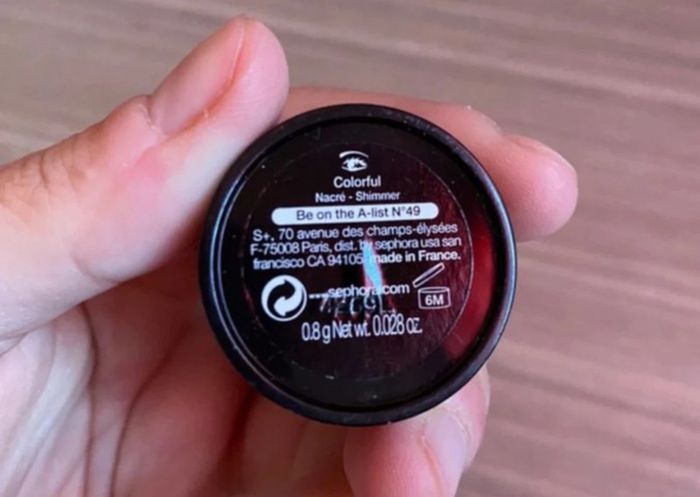 Colorful
Nacré - Shimmer
Be on the A-list N°49
S+, 70 avenue des champs-élysées
F-75008 Paris, dist. by sephora usa san
francisco CA 94105, made in France.
sephora.com
6M
0.8 g Net wt. 0.028 oz.